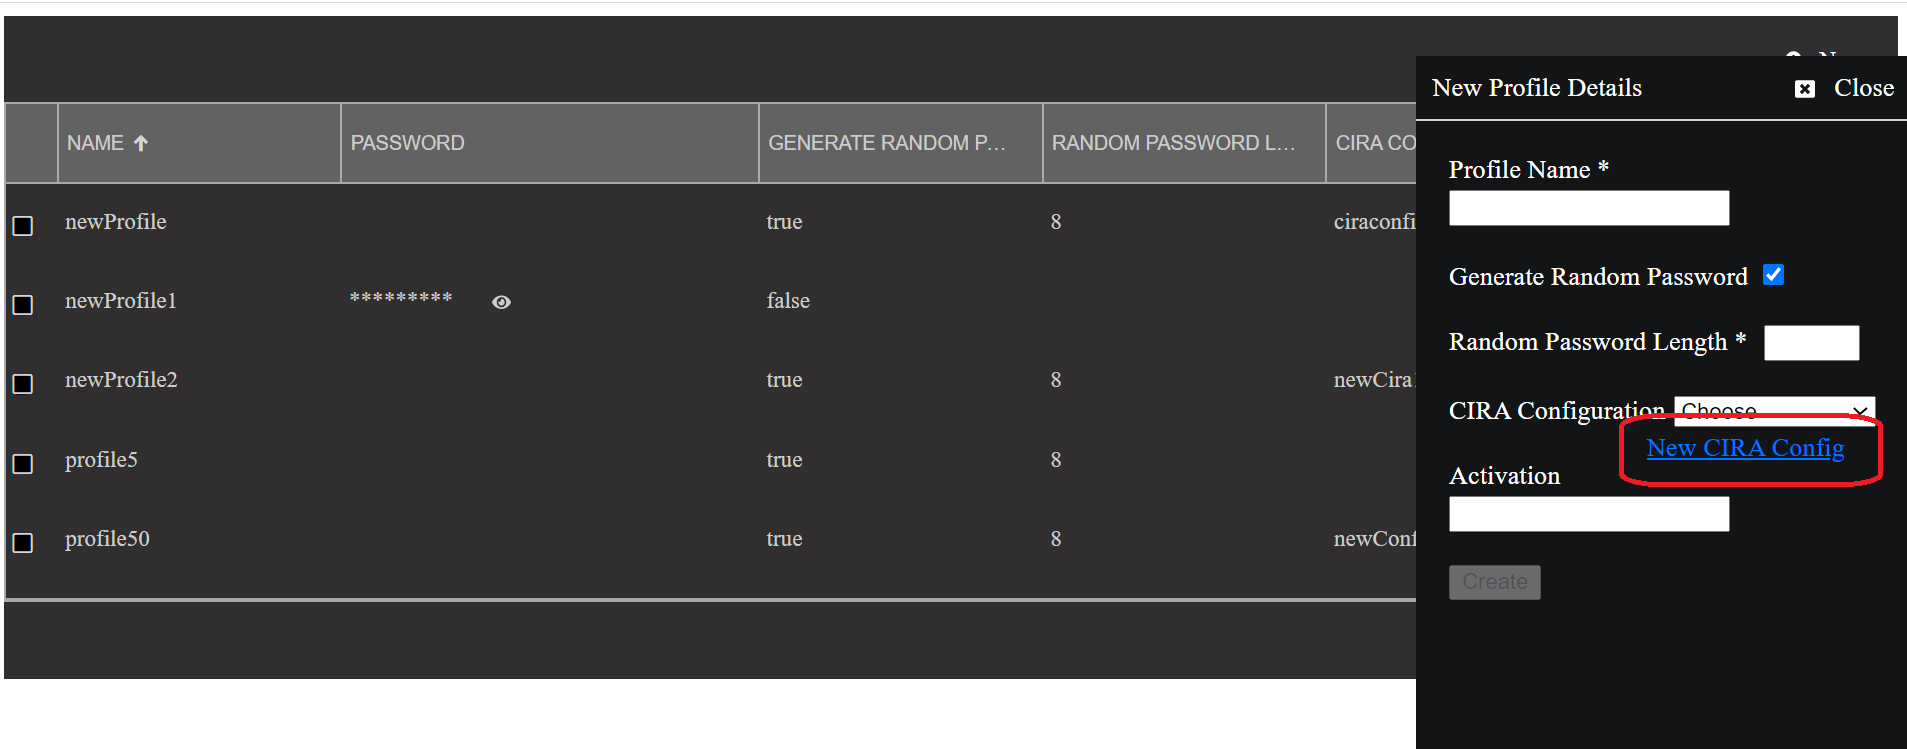 NAME
PASSWORD
GENERATE RANDOM P...
RANDOM PASSWORD L...
CIRA CO
newProfile
true
8
ciraconfi
newProfile1
*********
false
newProfile2
true
8
newCira1
profile5
true
8
profile50
true
8
newConf
New Profile Details
Close
Profile Name *
Generate Random Password
Random Password Length *
CIRA Configuration
Choose
New CIRA Config
Activation
Create